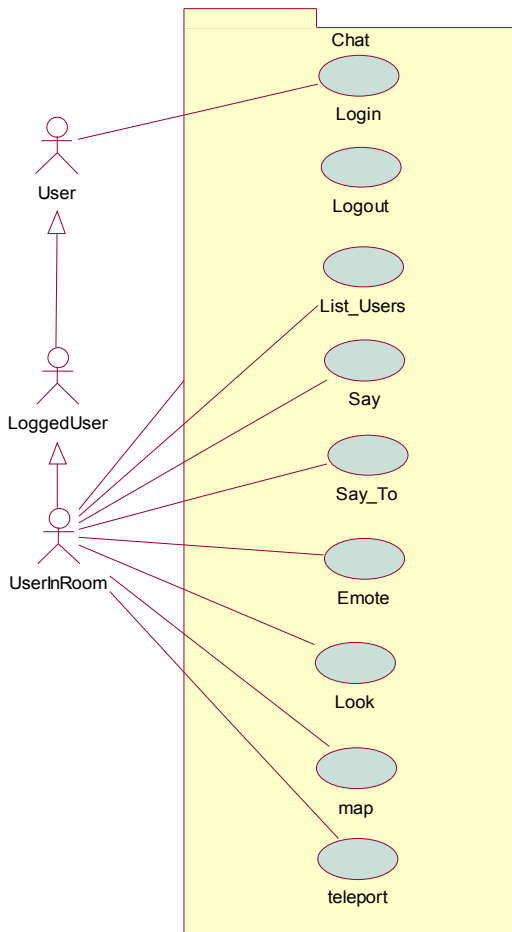 Chat
Login
User
Logout
List_Users
LoggedUser
Say
Say_To
UserInRoom
Emote
Look
map
teleport